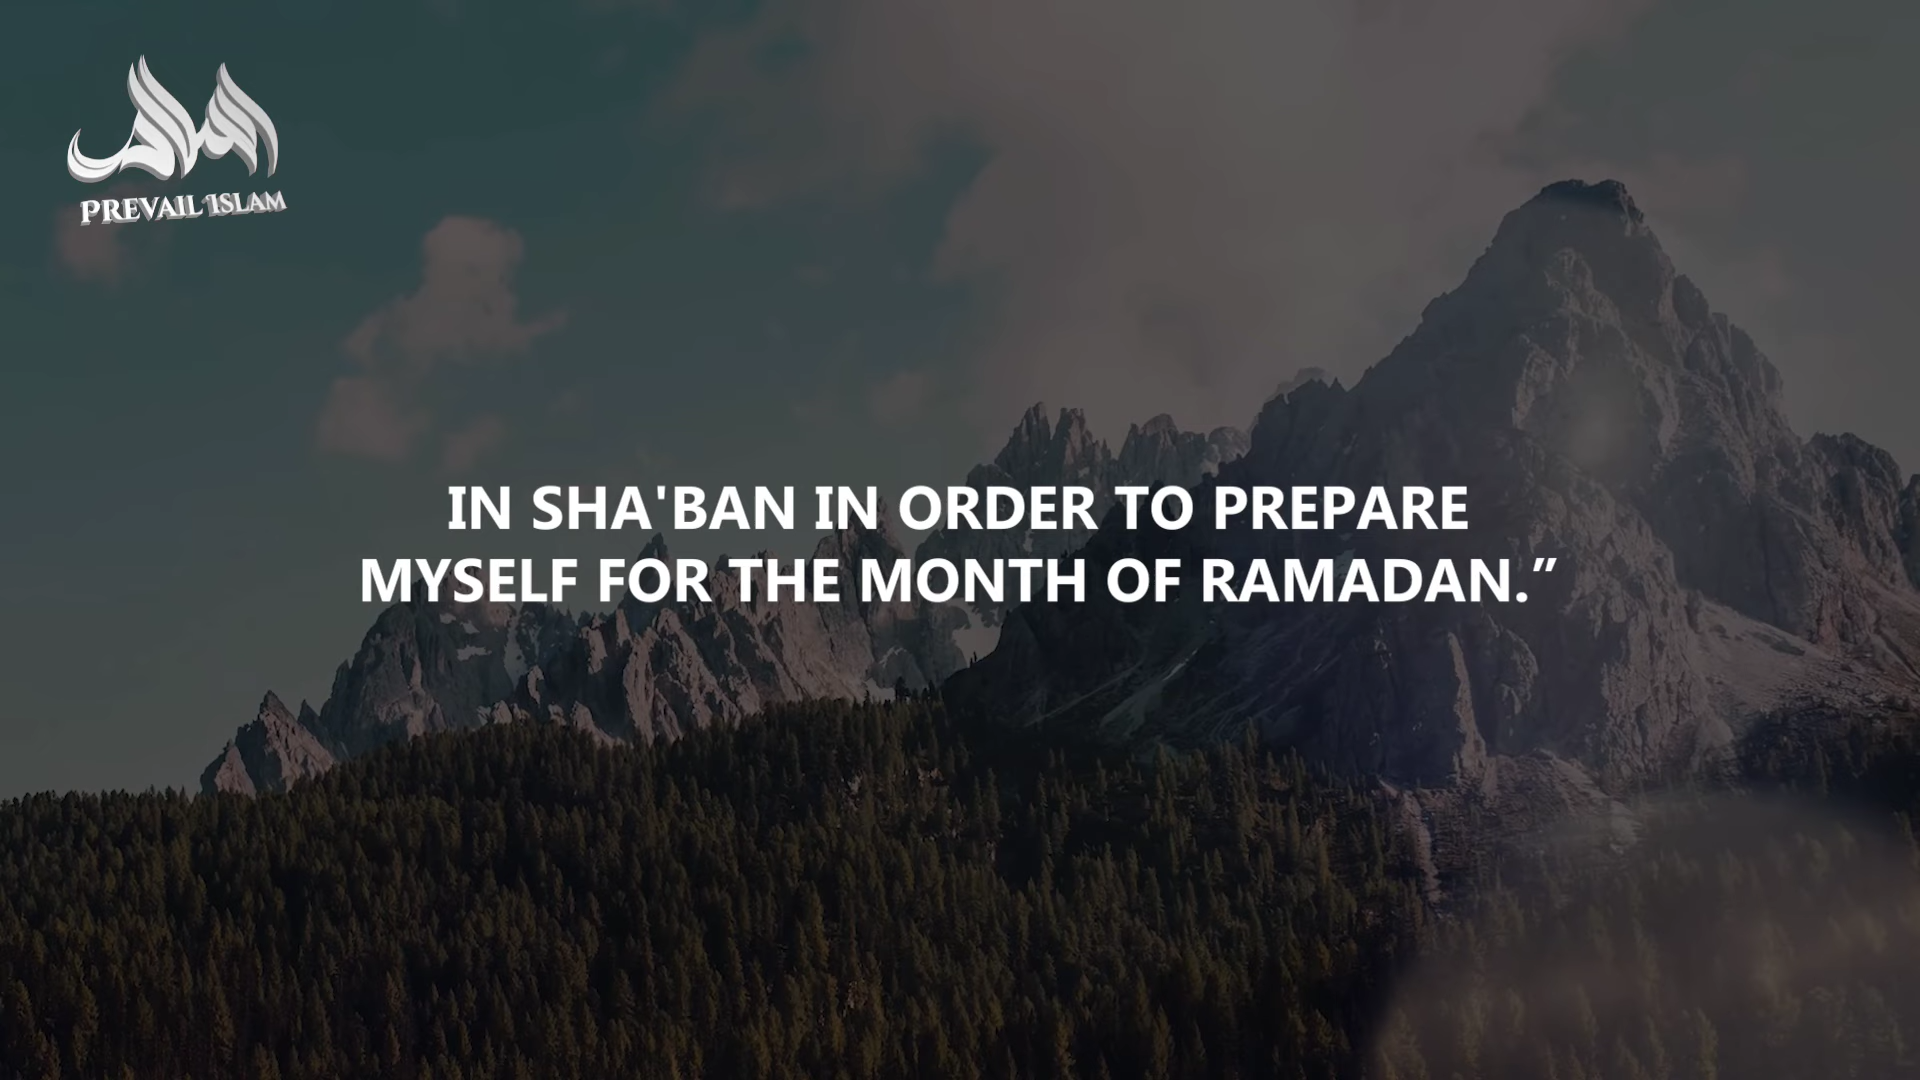 PREVAIL ISLAM
IN SHA'BAN IN ORDER TO PREPARE
MYSELF FOR THE MONTH OF RAMADAN.”